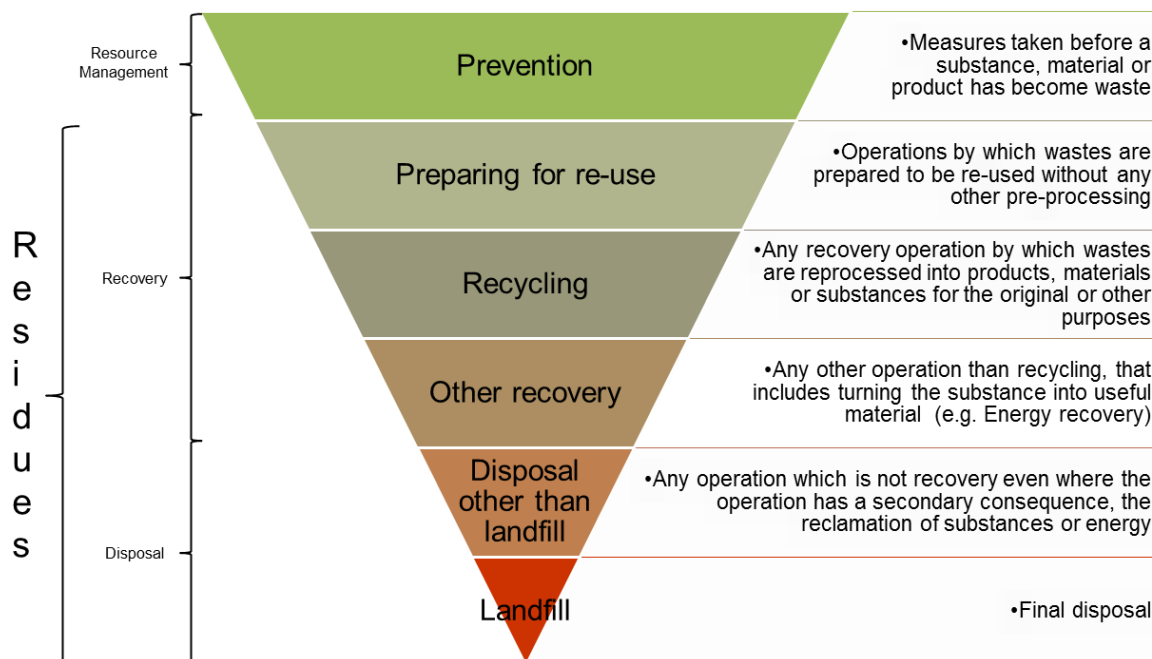 Resource
Management
Prevention
•Measures taken before a
substance, material or
product has become waste
Residues
Recovery
Preparing for re-use
•Operations by which wastes are
prepared to be re-used without any
other pre-processing
Recycling
•Any recovery operation by which wastes
are reprocessed into products, materials
or substances for the original or other
purposes
Other recovery
•Any other operation than recycling, that
includes turning the substance into useful
material  (e.g. Energy recovery)
Disposal
Disposal
other than
landfill
•Any operation which is not recovery even where the
operation has a secondary consequence, the
reclamation of substances or energy
Landfill
•Final disposal